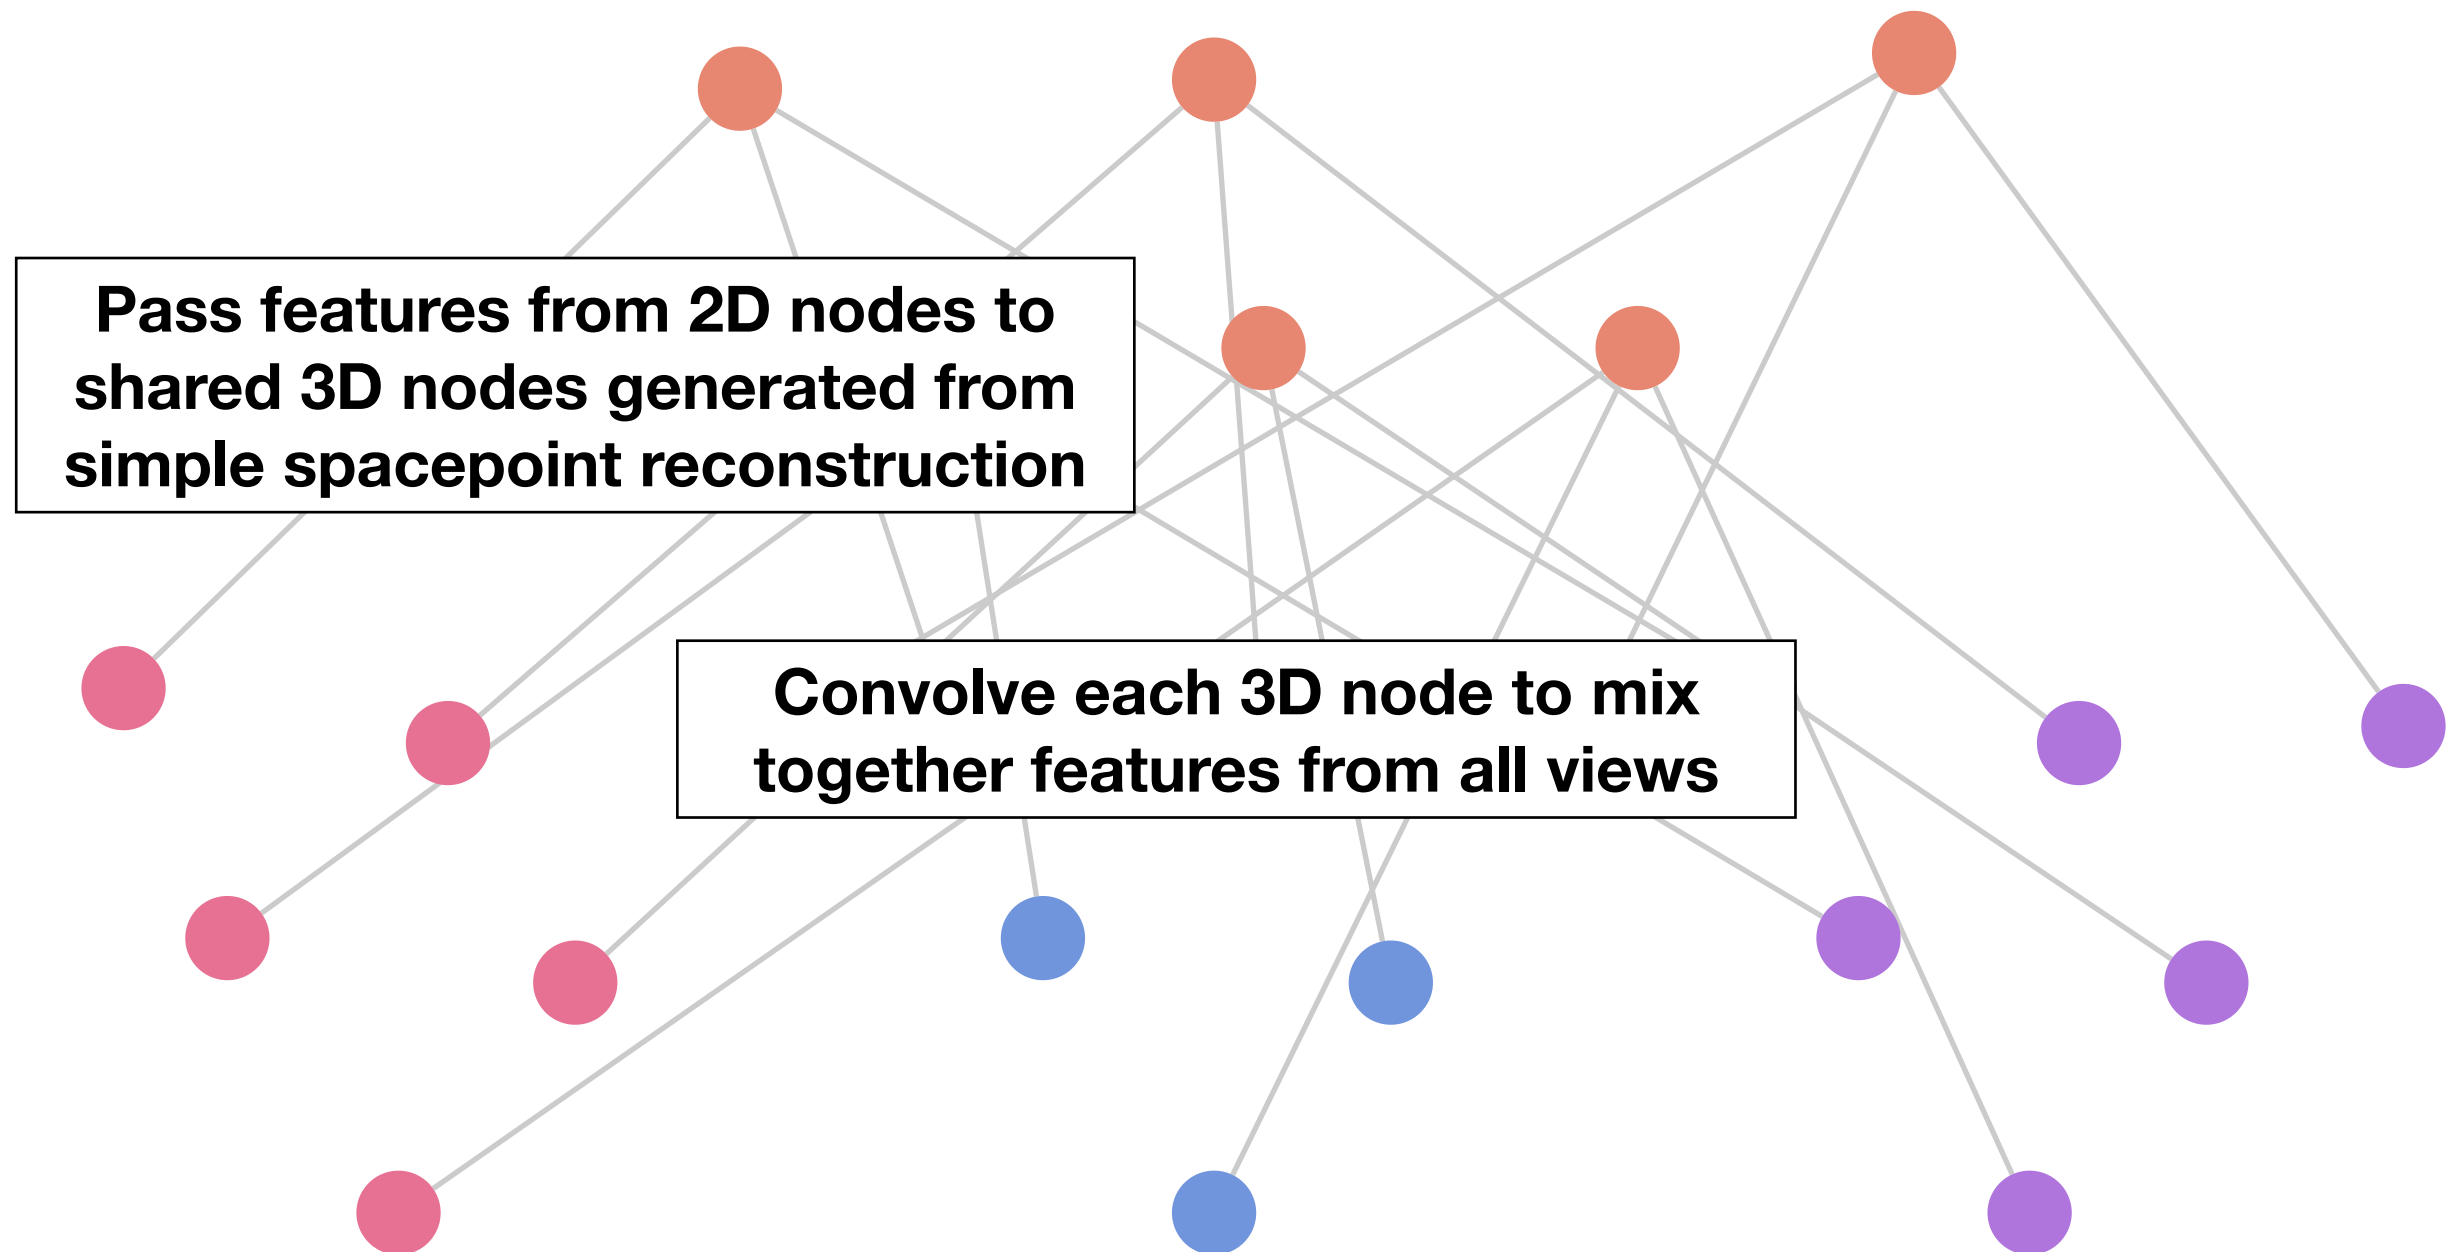 Pass features from 2D nodes to
shared 3D nodes generated from
simple spacepoint reconstruction
Convolve each 3D node to mix
together features from all views